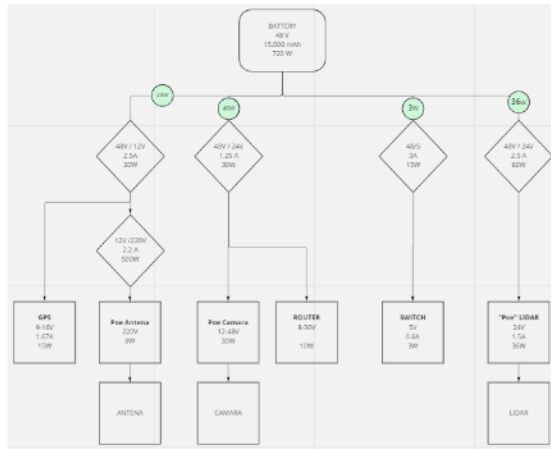 BATTERY
48 V
15.000 mAh
720 W
40W
3W
36W
48V / 12V
2.5A
30W
48V / 24V
1.25 A
30W
48/5
3A
15W
48V / 24V
2.5 A
60W
12V /220V
2.2 A
500W
GPS
9-16V
1.67A
15W
Poe Antena
220V
8W
Poe Camara
12-48V
30W
ROUTER
8-30V
10W
SWITCH
5V
0.6A
3W
"Poe" LIDAR
24V
1.5A
36W
ANTENA
CAMARA
LIDAR